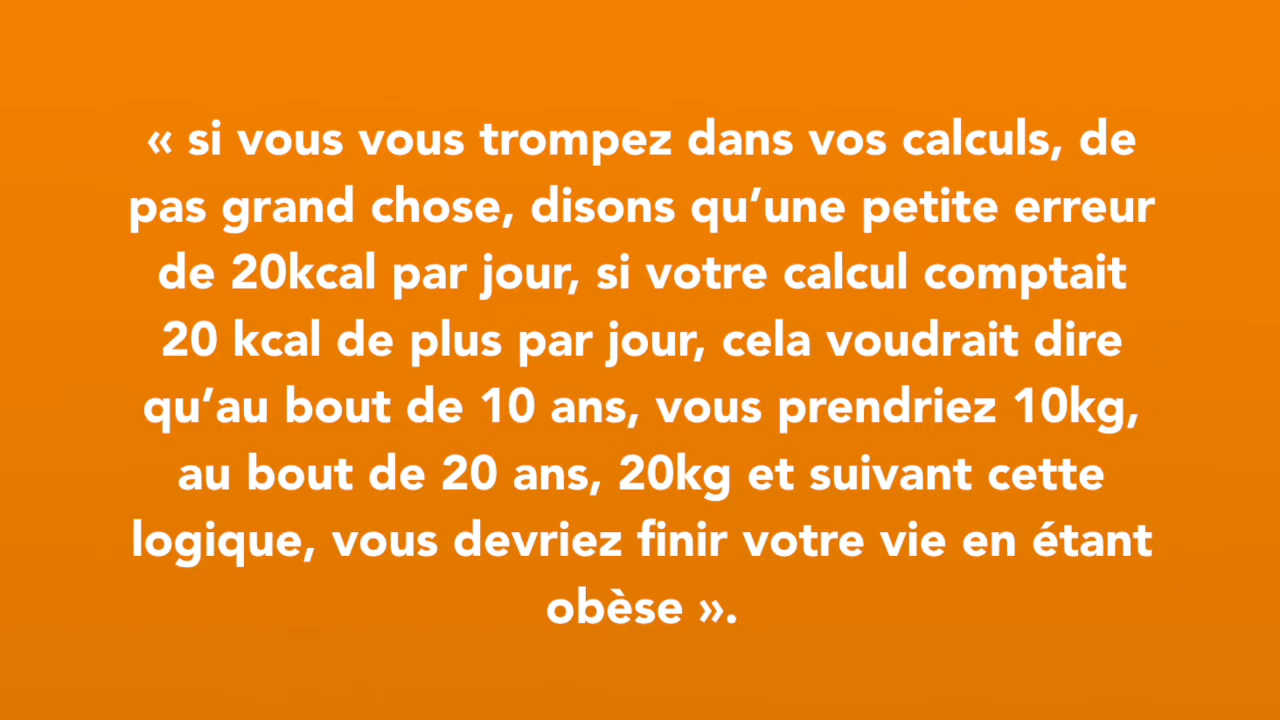 « si vous vous trompez dans vos calculs, de
pas grand chose, disons qu’une petite erreur
de 20kcal par jour, si votre calcul comptait
20 kcal de plus par jour, cela voudrait dire
qu’au bout de 10 ans, vous prendriez 10kg,
au bout de 20 ans, 20kg et suivant cette
logique, vous devriez finir votre vie en étant
obèse ».